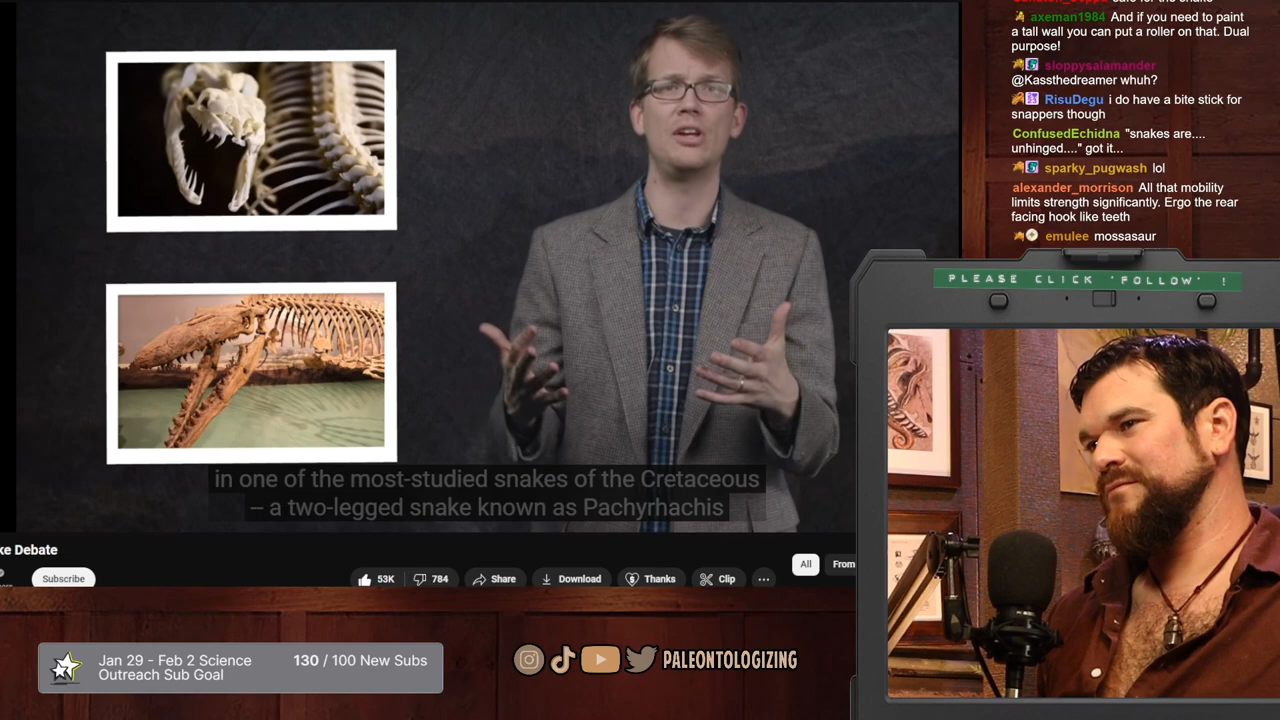 safe for the snake
axeman1984 And if you need to paint
a tall wall you can put a roller on that. Dual
purpose!
sloppysalamander
@Kassthedreamer whuh?
RisuDegu i do have a bite stick for
snappers though
ConfusedEchidna "snakes are....
unhinged...." got it...
sparky_pugwash lol
alexander_morrison All that mobility
limits strength significantly. Ergo the rear
facing hook like teeth
emulee mossasaur
PLEASE CLICK 'FOLLOW' !
in one of the most-studied snakes of the Cretaceous
– a two-legged snake known as Pachyrhachis
ke Debate
Subscribe
53K 784 Share Download Thanks Clip ...
All From
Jan 29 - Feb 2 Science 130 / 100 New Subs
Outreach Sub Goal
PALEONTOLOGIZING